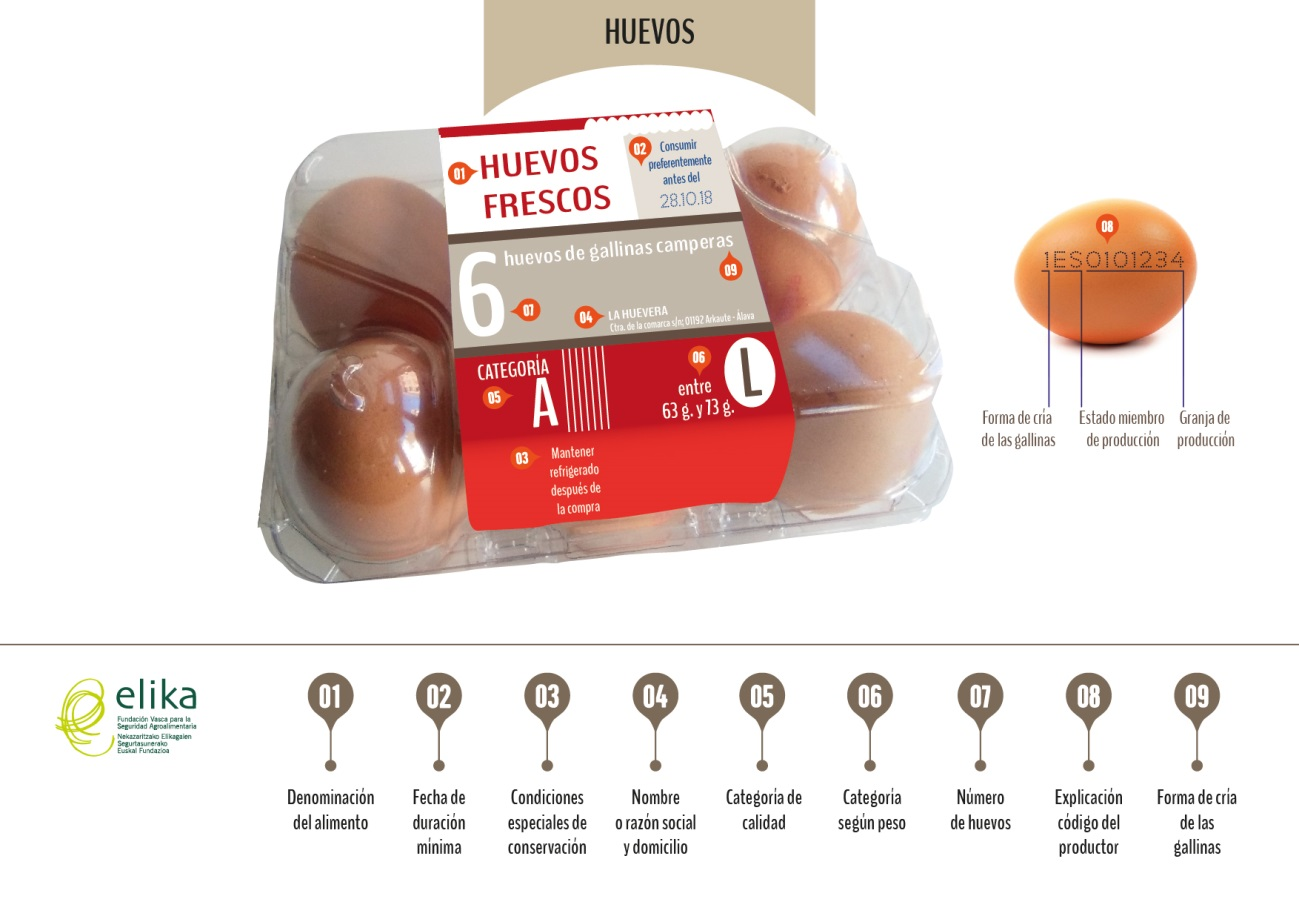 HUEVOS
01 HUEVOS
FRESCOS
02 Consumir
preferentemente
antes del
28.10.18
6 huevos de gallinas camperas
09
07
04 LA HUEVERA
Ctra. de la comarca s/n; 01192 Arkaute - Álava
CATEGORÍA
05 A
06
entre
63 g. y 73 g.
L
03 Mantener
refrigerado
después de
la compra
08
1ES0101234
Forma de cría
de las gallinas
Estado miembro
de producción
Granja de
producción
elika
Fundación Vasca para la
Seguridad Agroalimentaria
Nekazaritzako Elikagaien
Segurtasunerako
Euskal Fundazioa
01
Denominación
del alimento
02
Fecha de
duración
mínima
03
Condiciones
especiales de
conservación
04
Nombre
o razón social
y domicilio
05
Categoría de
calidad
06
Categoría
según peso
07
Número
de huevos
08
Explicación
código del
productor
09
Forma de cría
de las
gallinas